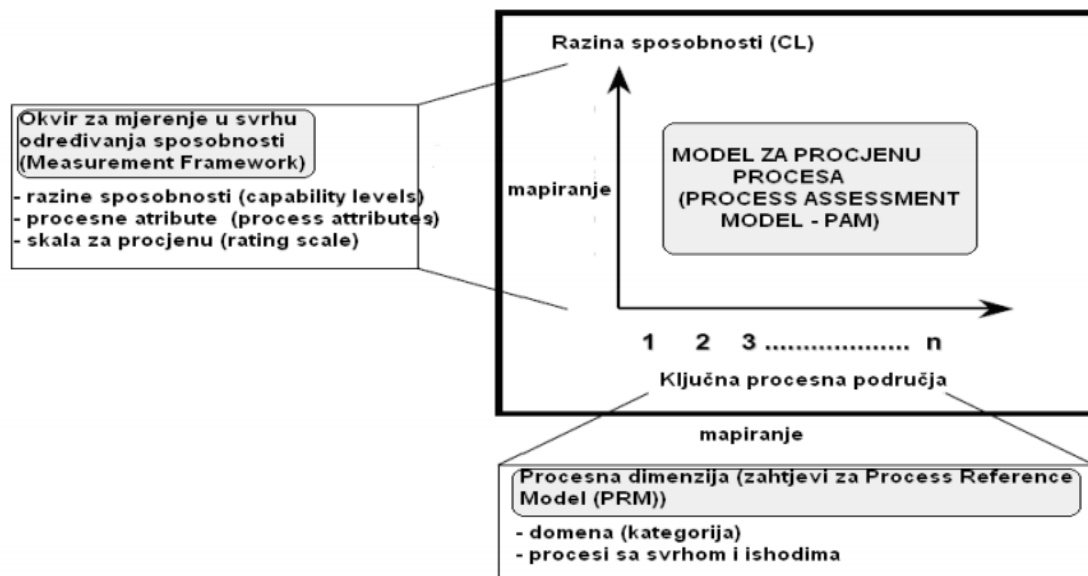 Razina sposobnosti (CL)
Okvir za mjerenje u svrhu
određivanja sposobnosti
(Measurement Framework)
- razine sposobnosti (capability levels)
- procesne atribute (process attributes)
- skala za procjenu (rating scale)
mapiranje
MODEL ZA PROCJENU
PROCESA
(PROCESS ASSESSMENT
MODEL - PAM)
1 2 3 ................... n
Ključna procesna područja
mapiranje
Procesna dimenzija (zahtjevi za Process Reference
Model (PRM))
- domena (kategorija)
- procesi sa svrhom i ishodima